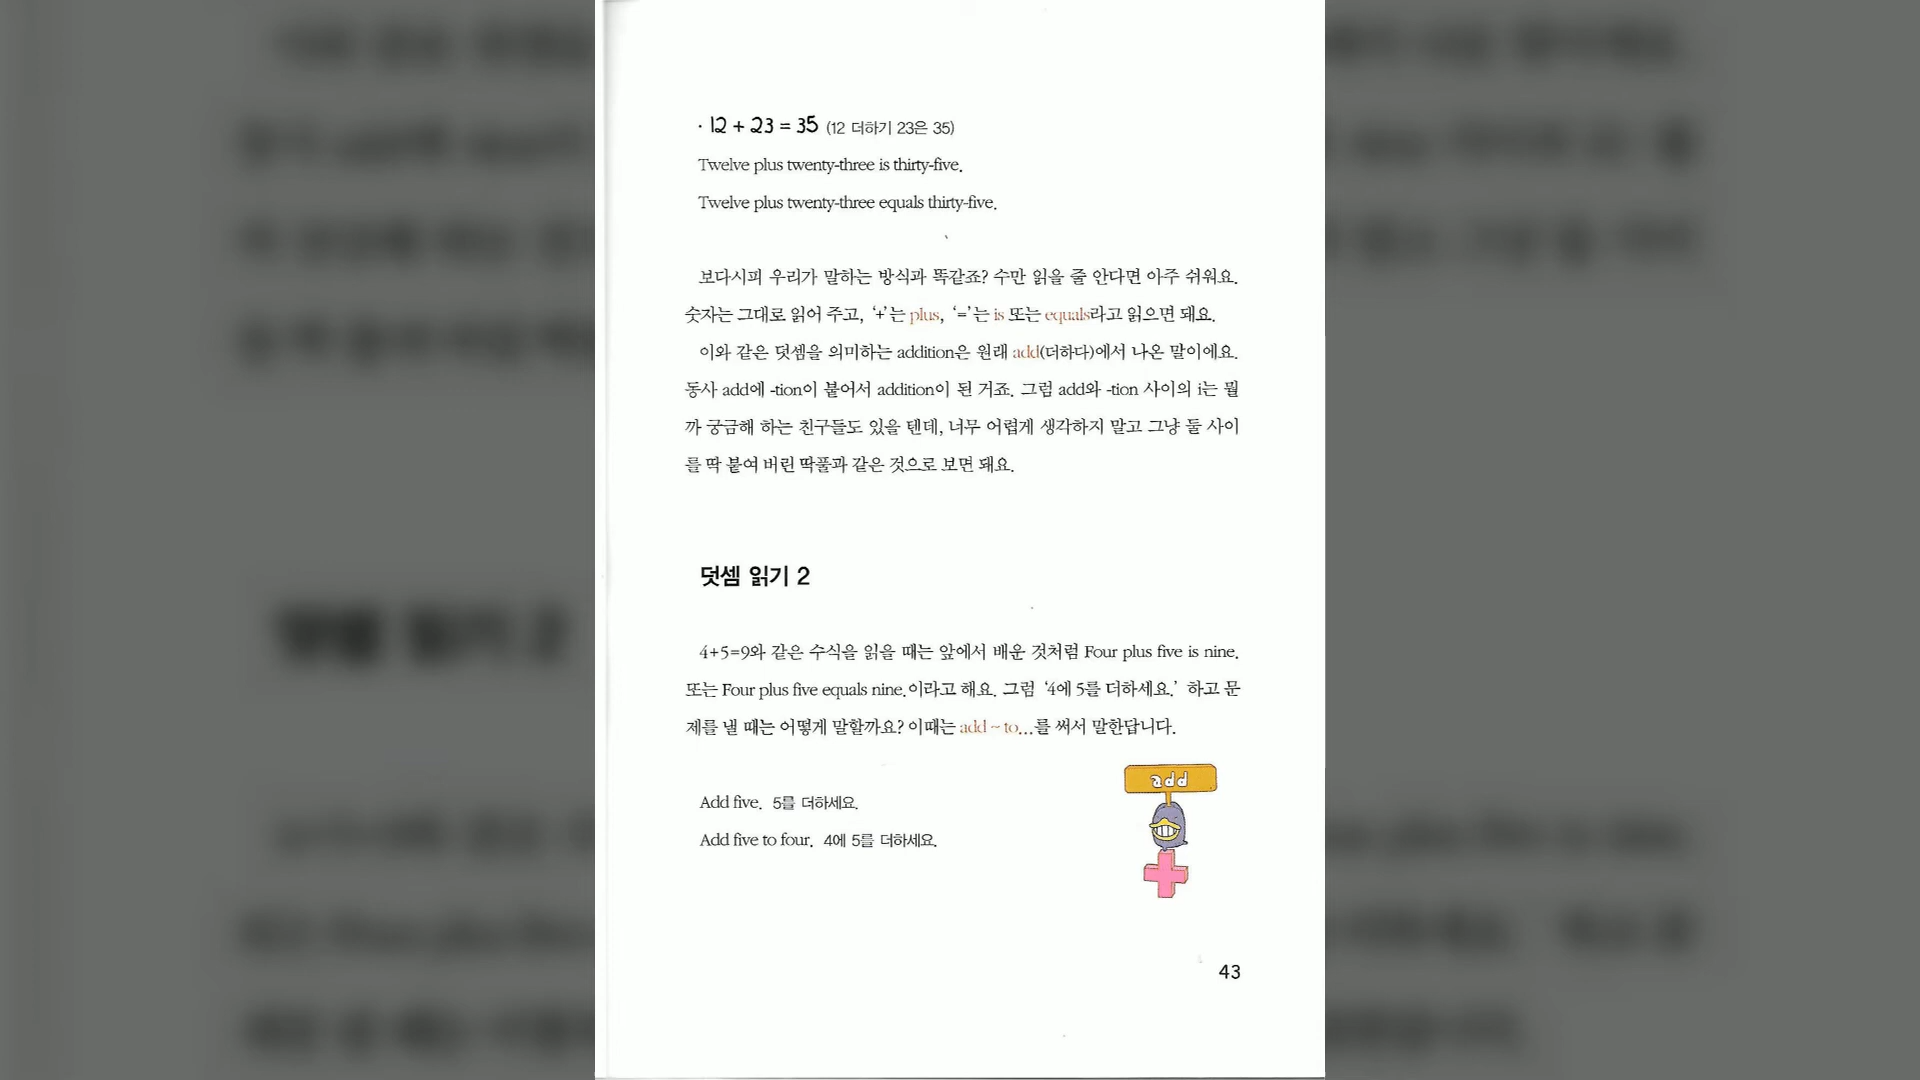 · 12 + 23 = 35 (12 더하기 23은 35)
Twelve plus twenty-three is thirty-five.
Twelve plus twenty-three equals thirty-five.
보다시피 우리가 말하는 방식과 똑같죠? 수만 읽을 줄 안다면 아주 쉬워요.
숫자는 그대로 읽어 주고, ‘+’는 plus, ‘=’는 is 또는 equals라고 읽으면 돼요.
이와 같은 덧셈을 의미하는 addition은 원래 add(더하다)에서 나온 말이에요.
동사 add에 -tion이 붙어서 addition이 된 거죠. 그럼 add와 -tion 사이의 i는 뭘
까 궁금해 하는 친구들도 있을 텐데, 너무 어렵게 생각하지 말고 그냥 둘 사이
를 딱 붙여 버린 딱풀과 같은 것으로 보면 돼요.
덧셈 읽기 2
4+5=9와 같은 수식을 읽을 때는 앞에서 배운 것처럼 Four plus five is nine.
또는 Four plus five equals nine.이라고 해요. 그럼 ‘4에 5를 더하세요.’ 하고 문
제를 낼 때는 어떻게 말할까요? 이때는 add ~ to...를 써서 말한답니다.
add
Add five. 5를 더하세요.
Add five to four. 4에 5를 더하세요.
43